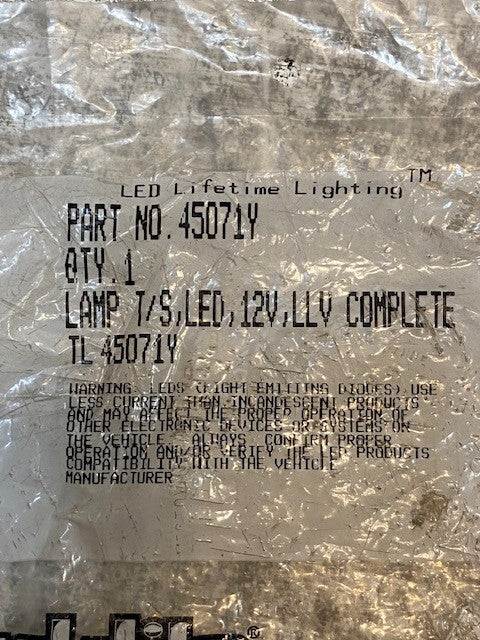 LED Lifetime Lighting™
PART NO. 45071Y
QTY. 1
LAMP T/S,LED,12V,LLV COMPLETE
TL 45071Y
WARNING: LEDS (LIGHT EMITTING DIODES) USE
LESS CURRENT THAN INCANDESCENT PRODUCTS
AND MAY AFFECT THE PROPER OPERATION OF
OTHER ELECTRONIC DEVICES OR SYSTEMS ON
THE VEHICLE. ALWAYS CONFIRM PROPER
OPERATION AND/OR VERIFY THE LED PRODUCTS
COMPATIBILITY WITH THE VEHICLE
MANUFACTURER
®